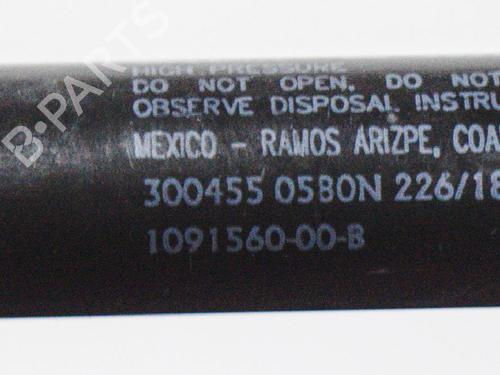 B-PARTS
HIGH PRESSURE
DO NOT OPEN. DO NOT
OBSERVE DISPOSAL INSTRU
MEXICO - RAMOS ARIZPE, COA
300455 0580N 226/18
1091560-00-B